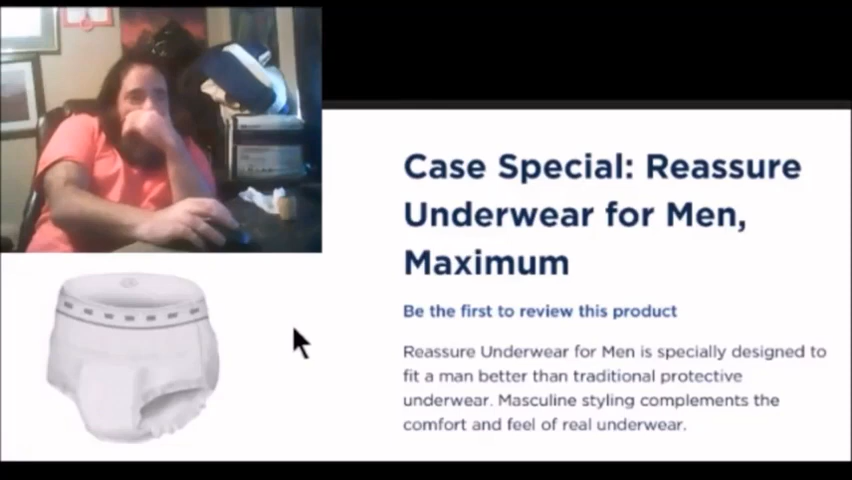 Case Special: Reassure
Underwear for Men,
Maximum
Be the first to review this product
Reassure Underwear for Men is specially designed to
fit a man better than traditional protective
underwear. Masculine styling complements the
comfort and feel of real underwear.